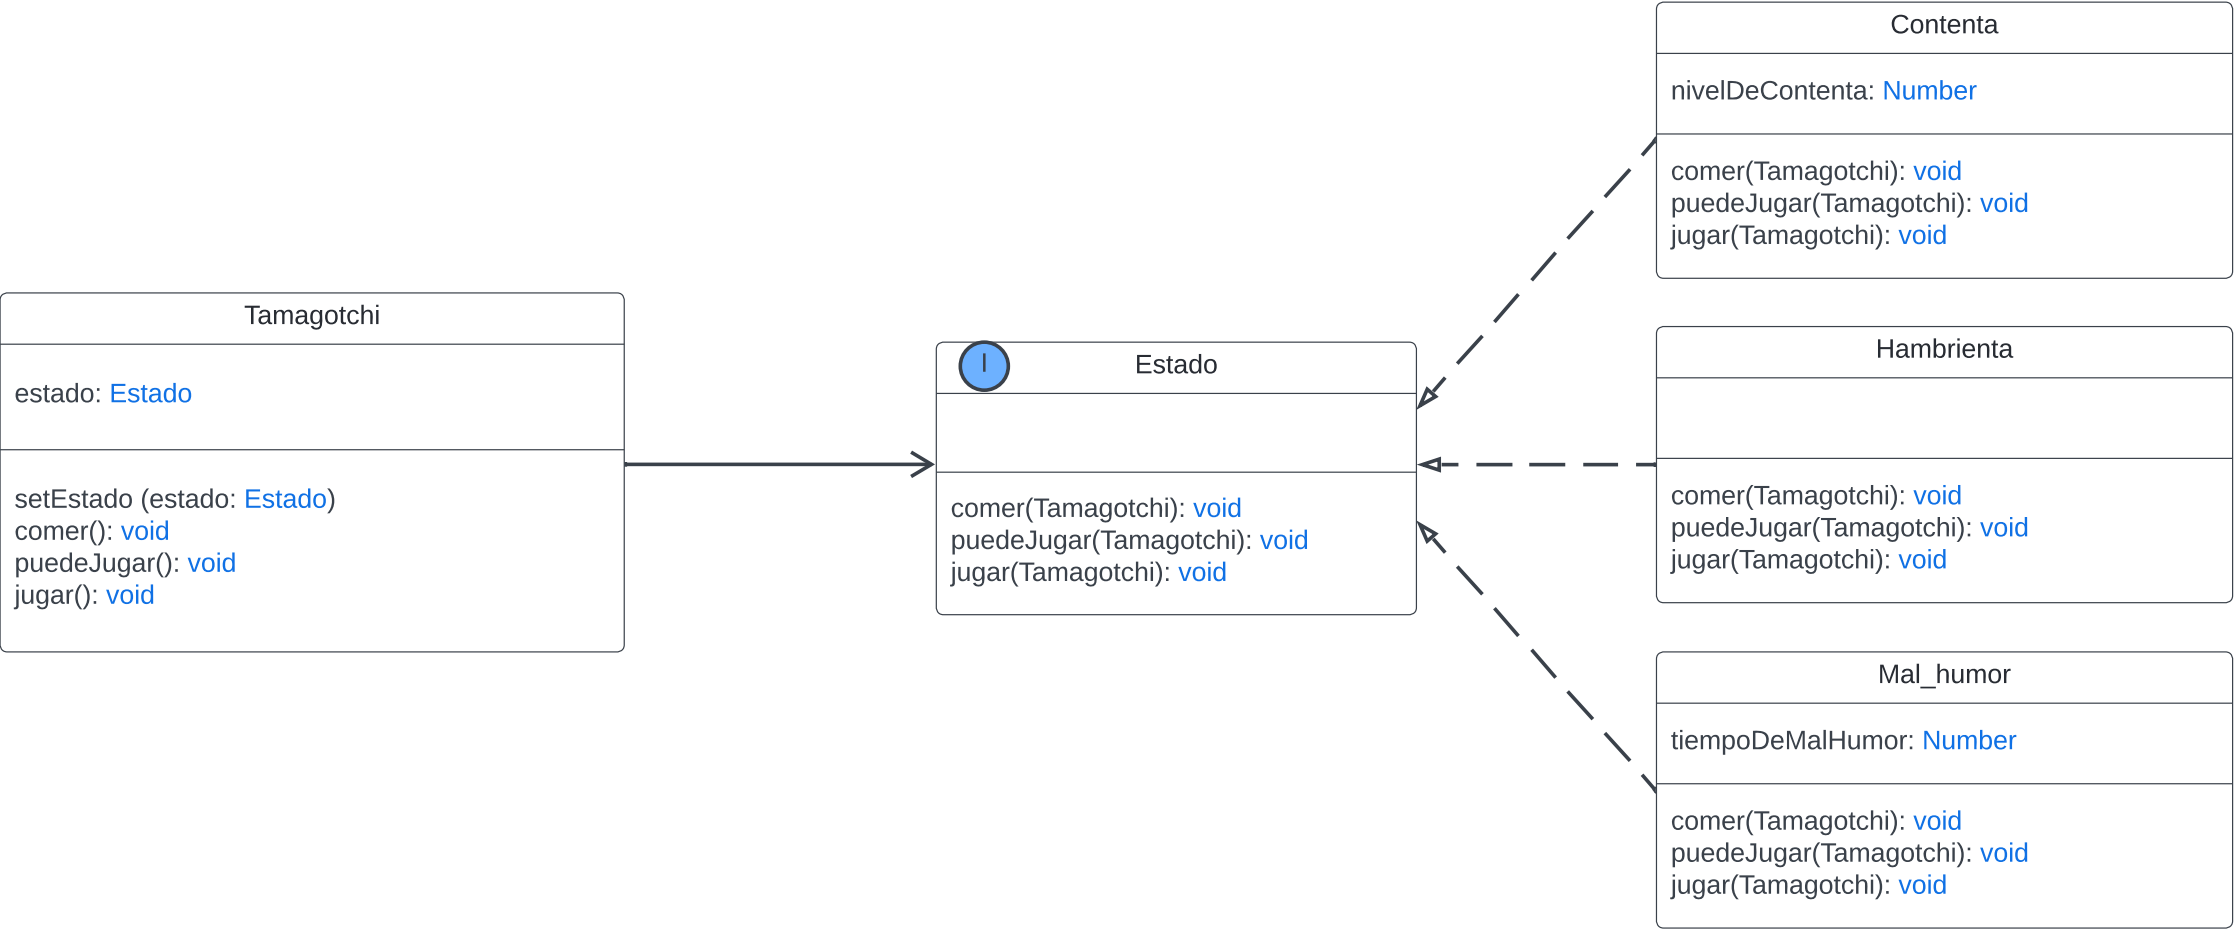 Tamagotchi
estado: Estado
setEstado (estado: Estado)
comer(): void
puedeJugar(): void
jugar(): void
I
Estado
comer(Tamagotchi): void
puedeJugar(Tamagotchi): void
jugar(Tamagotchi): void
Contenta
nivelDeContenta: Number
comer(Tamagotchi): void
puedeJugar(Tamagotchi): void
jugar(Tamagotchi): void
Hambrienta
comer(Tamagotchi): void
puedeJugar(Tamagotchi): void
jugar(Tamagotchi): void
Mal_humor
tiempoDeMalHumor: Number
comer(Tamagotchi): void
puedeJugar(Tamagotchi): void
jugar(Tamagotchi): void